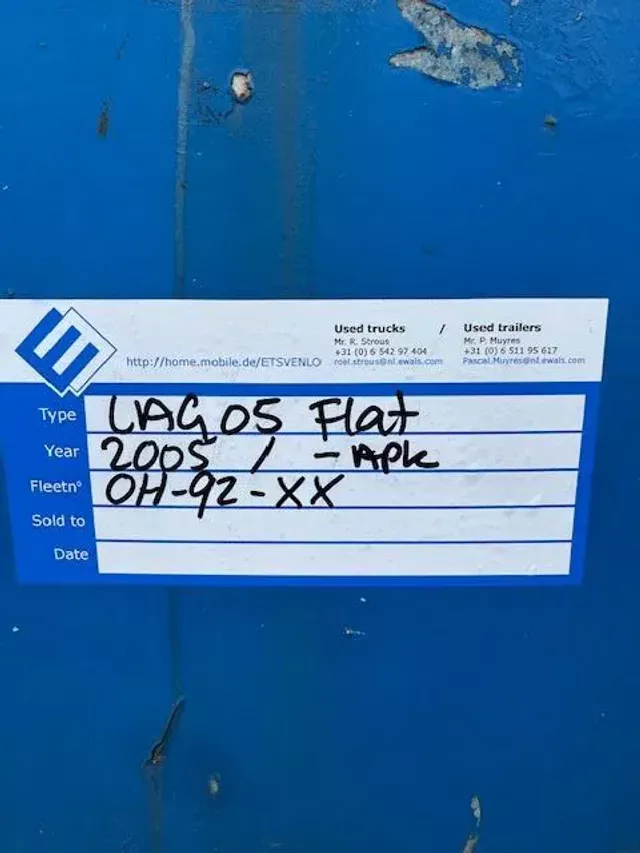 Used trucks / Used trailers
Mr. R. Strous Mr. P. Muyres
+31 (0) 6 542 97 404 +31 (0) 6 511 95 617
http://home.mobile.de/ETSVENLO roel.strous@nl.ewals.com Pascal.Muyres@nl.ewals.com
Type LAG 05 Flat
Year 2005 / - Apk
Fleetn° OH-92-XX
Sold to
Date